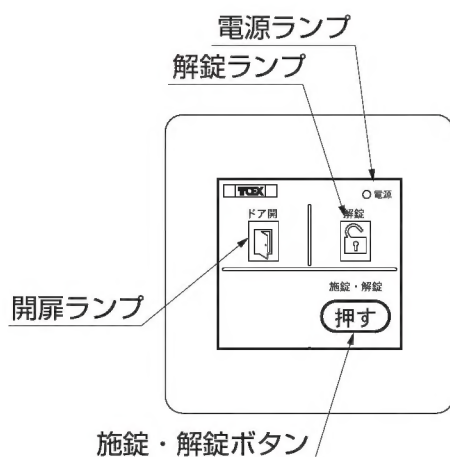 電源ランプ
解錠ランプ
TOEX
電源
ドア開
解錠
施錠・解錠
押す
開扉ランプ
施錠・解錠ボタン